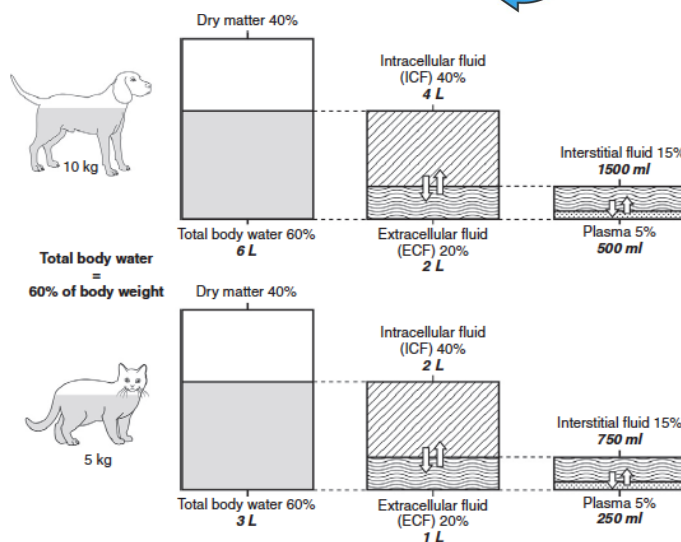 Dry matter 40%
Intracellular fluid
(ICF) 40%
4 L
10 kg
Interstitial fluid 15%
1500 ml
Total body water 60%
6 L
Extracellular fluid
(ECF) 20%
2 L
Plasma 5%
500 ml
Total body water
=
60% of body weight
Dry matter 40%
Intracellular fluid
(ICF) 40%
2 L
5 kg
Interstitial fluid 15%
750 ml
Total body water 60%
3 L
Extracellular fluid
(ECF) 20%
1 L
Plasma 5%
250 ml